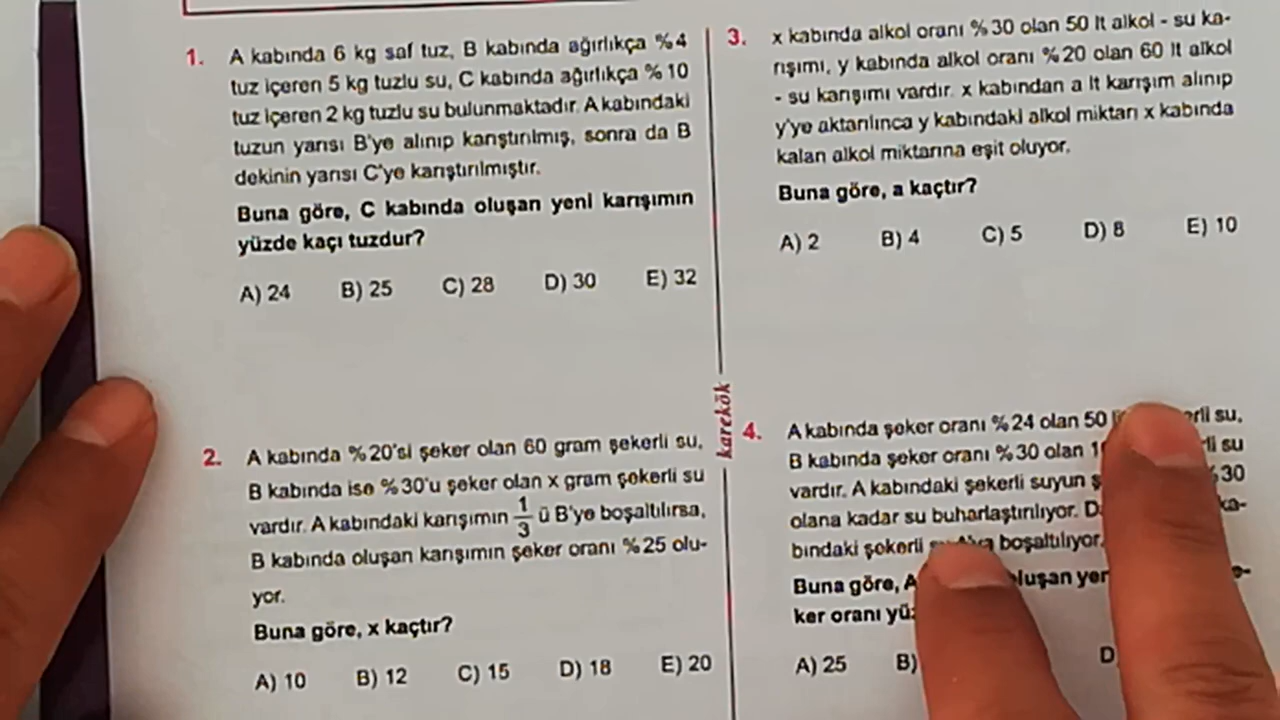 1. A kabında 6 kg saf tuz, B kabında ağırlıkça %4
tuz içeren 5 kg tuzlu su, C kabında ağırlıkça % 10
tuz içeren 2 kg tuzlu su bulunmaktadır. A kabındaki
tuzun yarısı B'ye alınıp karıştırılmış, sonra da B
dekinin yarısı C'ye karıştırılmıştır.
Buna göre, C kabında oluşan yeni karışımın
yüzde kaçı tuzdur?
A) 24 B) 25 C) 28 D) 30 E) 32
2. A kabında %20'si şeker olan 60 gram şekerli su,
B kabında ise %30'u şeker olan x gram şekerli su
vardır. A kabındaki karışımın 1/3 ü B'ye boşaltılırsa,
B kabında oluşan karışımın şeker oranı %25 olu-
yor.
Buna göre, x kaçtır?
A) 10 B) 12 C) 15 D) 18 E) 20
karekök
3. x kabında alkol oranı %30 olan 50 lt alkol - su ka-
rışımı, y kabında alkol oranı %20 olan 60 lt alkol
- su karışımı vardır. x kabından a lt karışım alınıp
y'ye aktarılınca y kabındaki alkol miktarı x kabında
kalan alkol miktarına eşit oluyor.
Buna göre, a kaçtır?
A) 2 B) 4 C) 5 D) 8 E) 10
4. A kabında şeker oranı %24 olan 50 su,
B kabında şeker oranı %30 olan su
vardır. A kabındaki şekerli suyun 30
olana kadar su buharlaştırılıyor. ka-
bındaki şekerli boşaltılıyor.
Buna göre,
ker oranı
A) 25 B) D